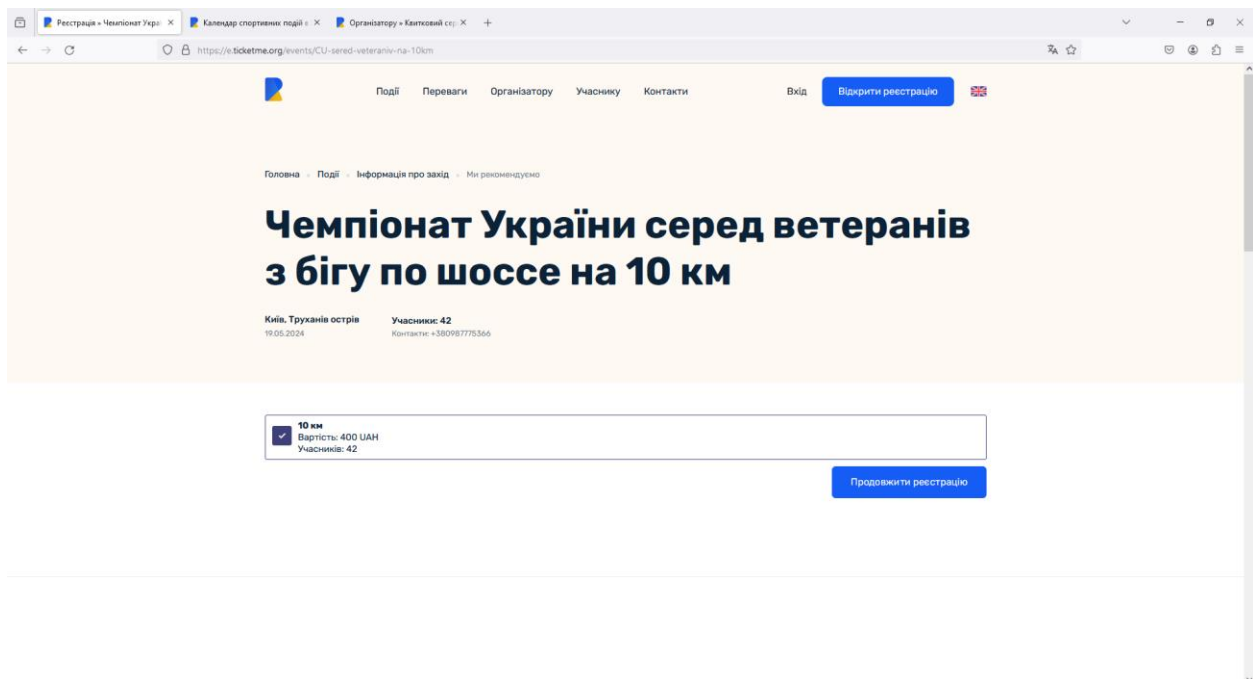 Реєстрація » Чемпіонат Укра
Календар спортивних подій в
Організатору » Квитковий сер
https://e.ticketme.org/events/CU-sered-veteraniv-na-10km
Події Переваги Організатору Учаснику Контакти Вхід Відкрити реєстрацію
Головна Події Інформація про захід Ми рекомендуємо
Чемпіонат України серед ветеранів
з бігу по шоссе на 10 км
Київ, Труханів острів Учасники: 42
19.05.2024 Контакти: +380987775366
10 км
Вартість: 400 UAH
Учасників: 42
Продовжити реєстрацію